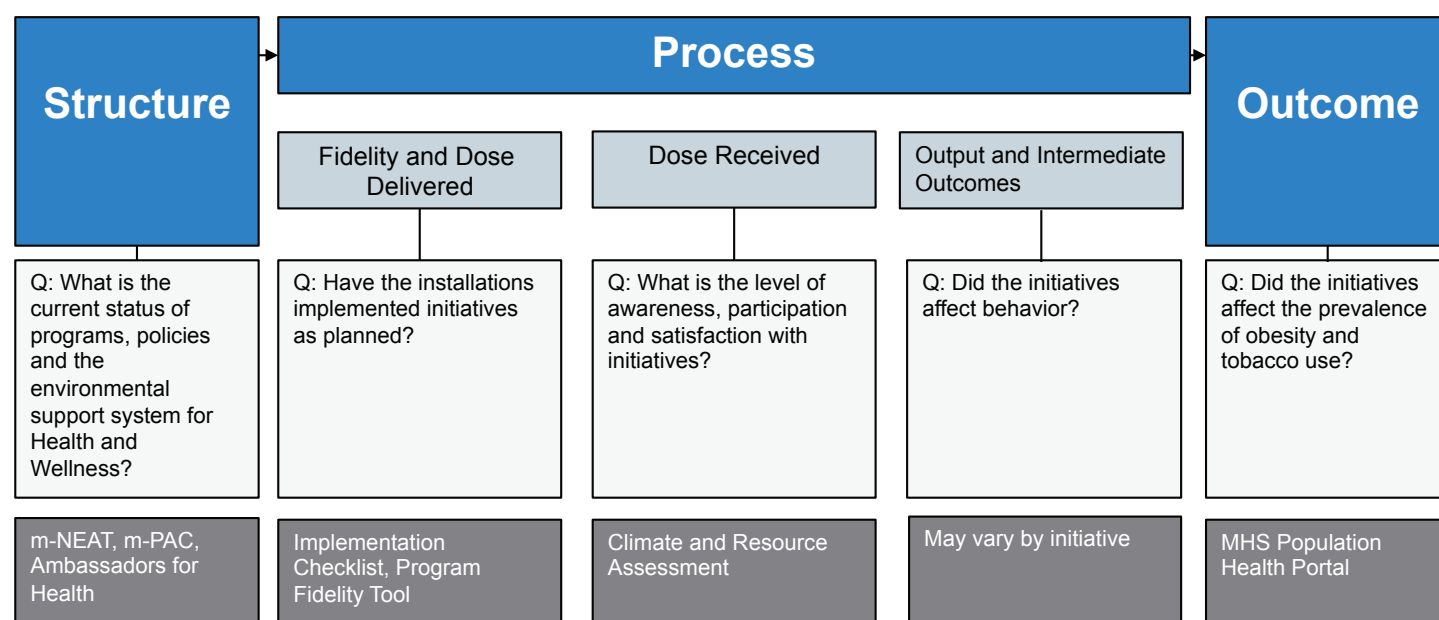 Structure
Process
Outcome
Fidelity and Dose
Delivered
Dose Received
Output and Intermediate
Outcomes
Q: What is the
current status of
programs, policies
and the
environmental
support system for
Health and
Wellness?
Q: Have the installations
implemented initiatives
as planned?
Q: What is the level of
awareness, participation
and satisfaction with
initiatives?
Q: Did the initiatives
affect behavior?
Q: Did the initiatives
affect the prevalence
of obesity and
tobacco use?
m-NEAT, m-PAC,
Ambassadors for
Health
Implementation
Checklist, Program
Fidelity Tool
Climate and Resource
Assessment
May vary by initiative
MHS Population
Health Portal